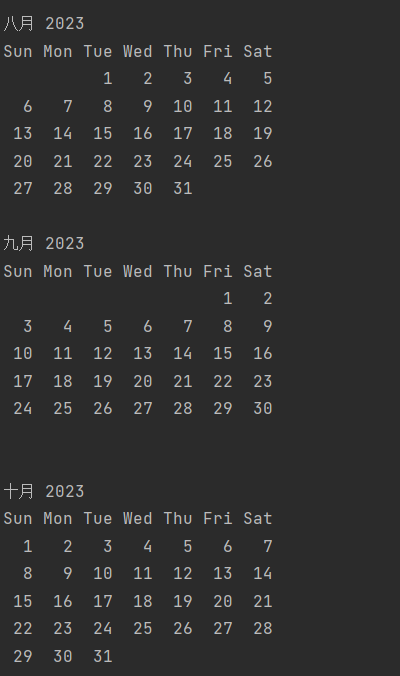 八月 2023
Sun Mon Tue Wed Thu Fri Sat
1 2 3 4 5
6 7 8 9 10 11 12
13 14 15 16 17 18 19
20 21 22 23 24 25 26
27 28 29 30 31
九月 2023
Sun Mon Tue Wed Thu Fri Sat
1 2
3 4 5 6 7 8 9
10 11 12 13 14 15 16
17 18 19 20 21 22 23
24 25 26 27 28 29 30
十月 2023
Sun Mon Tue Wed Thu Fri Sat
1 2 3 4 5 6 7
8 9 10 11 12 13 14
15 16 17 18 19 20 21
22 23 24 25 26 27 28
29 30 31